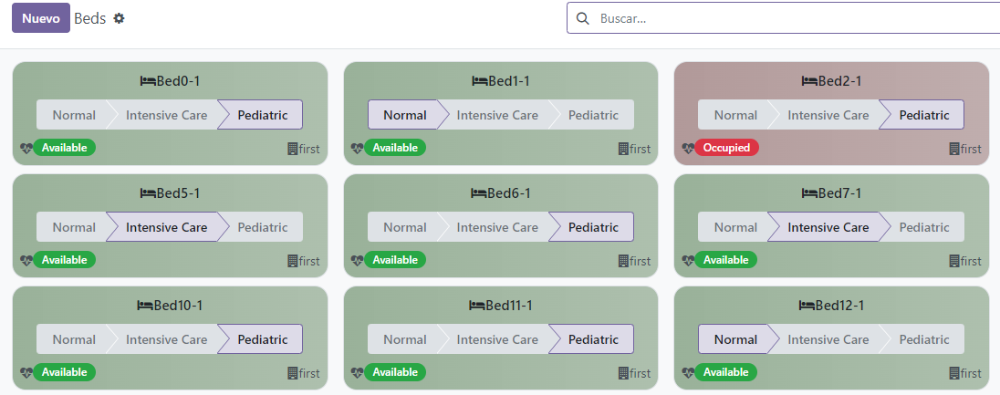 Nuevo Beds Buscar...
Bed0-1 Bed1-1 Bed2-1
Normal Intensive Care Pediatric Normal Intensive Care Pediatric Normal Intensive Care Pediatric
Available first Available first Occupied first
Bed5-1 Bed6-1 Bed7-1
Normal Intensive Care Pediatric Normal Intensive Care Pediatric Normal Intensive Care Pediatric
Available first Available first Available first
Bed10-1 Bed11-1 Bed12-1
Normal Intensive Care Pediatric Normal Intensive Care Pediatric Normal Intensive Care Pediatric
Available first Available first Available first